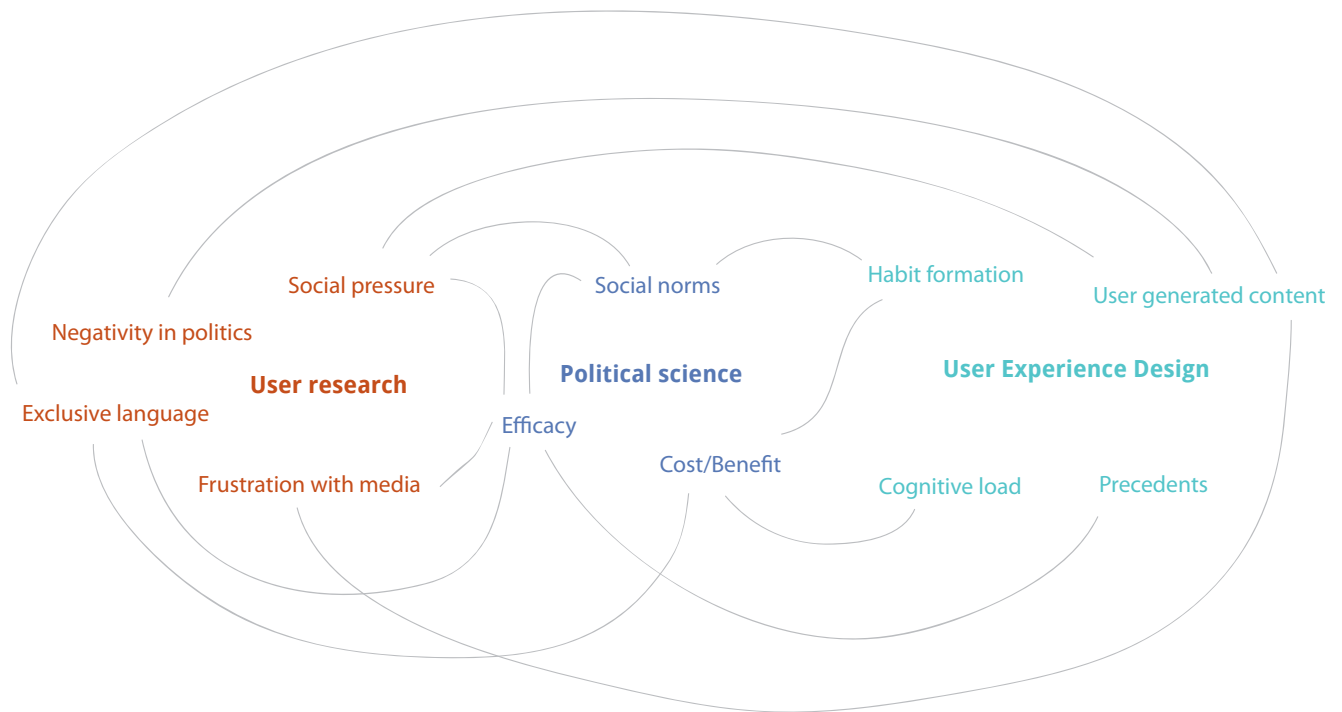 Social pressure
Negativity in politics
User research
Exclusive language
Frustration with media
Social norms
Political science
Efficacy
Cost/Benefit
Habit formation
User generated content
User Experience Design
Cognitive load
Precedents